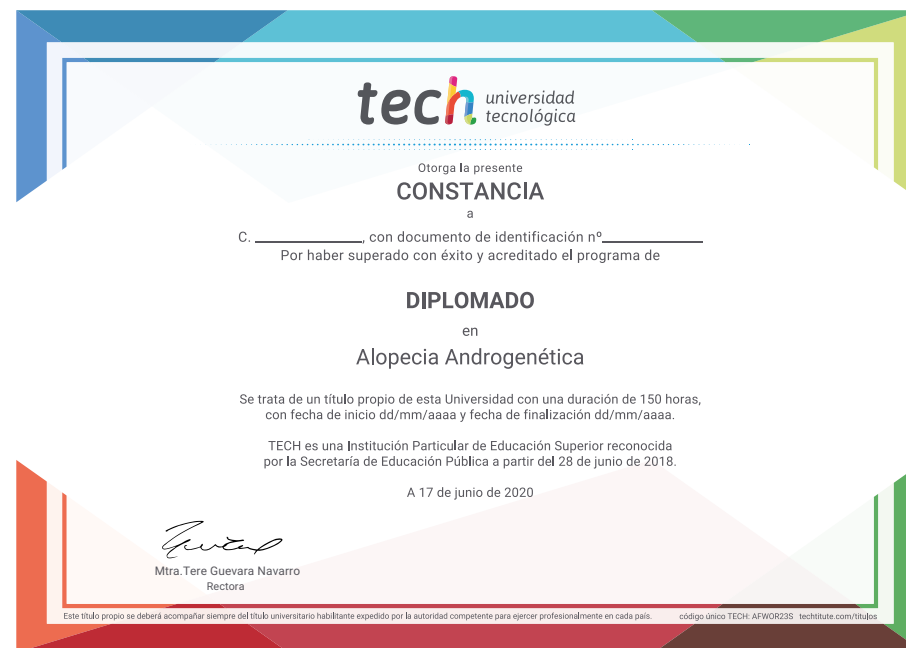 tech universidad
tecnológica
Otorga la presente
CONSTANCIA
a
C. ____________, con documento de identificación nº____________
Por haber superado con éxito y acreditado el programa de
DIPLOMADO
en
Alopecia Androgenética
Se trata de un título propio de esta Universidad con una duración de 150 horas,
con fecha de inicio dd/mm/aaaa y fecha de finalización dd/mm/aaaa.
TECH es una Institución Particular de Educación Superior reconocida
por la Secretaría de Educación Pública a partir del 28 de junio de 2018.
A 17 de junio de 2020
Mtra.Tere Guevara Navarro
Rectora
Este título propio se deberá acompañar siempre del título universitario habilitante expedido por la autoridad competente para ejercer profesionalmente en cada país. código único TECH: AFWOR23S techtitute.com/titulos